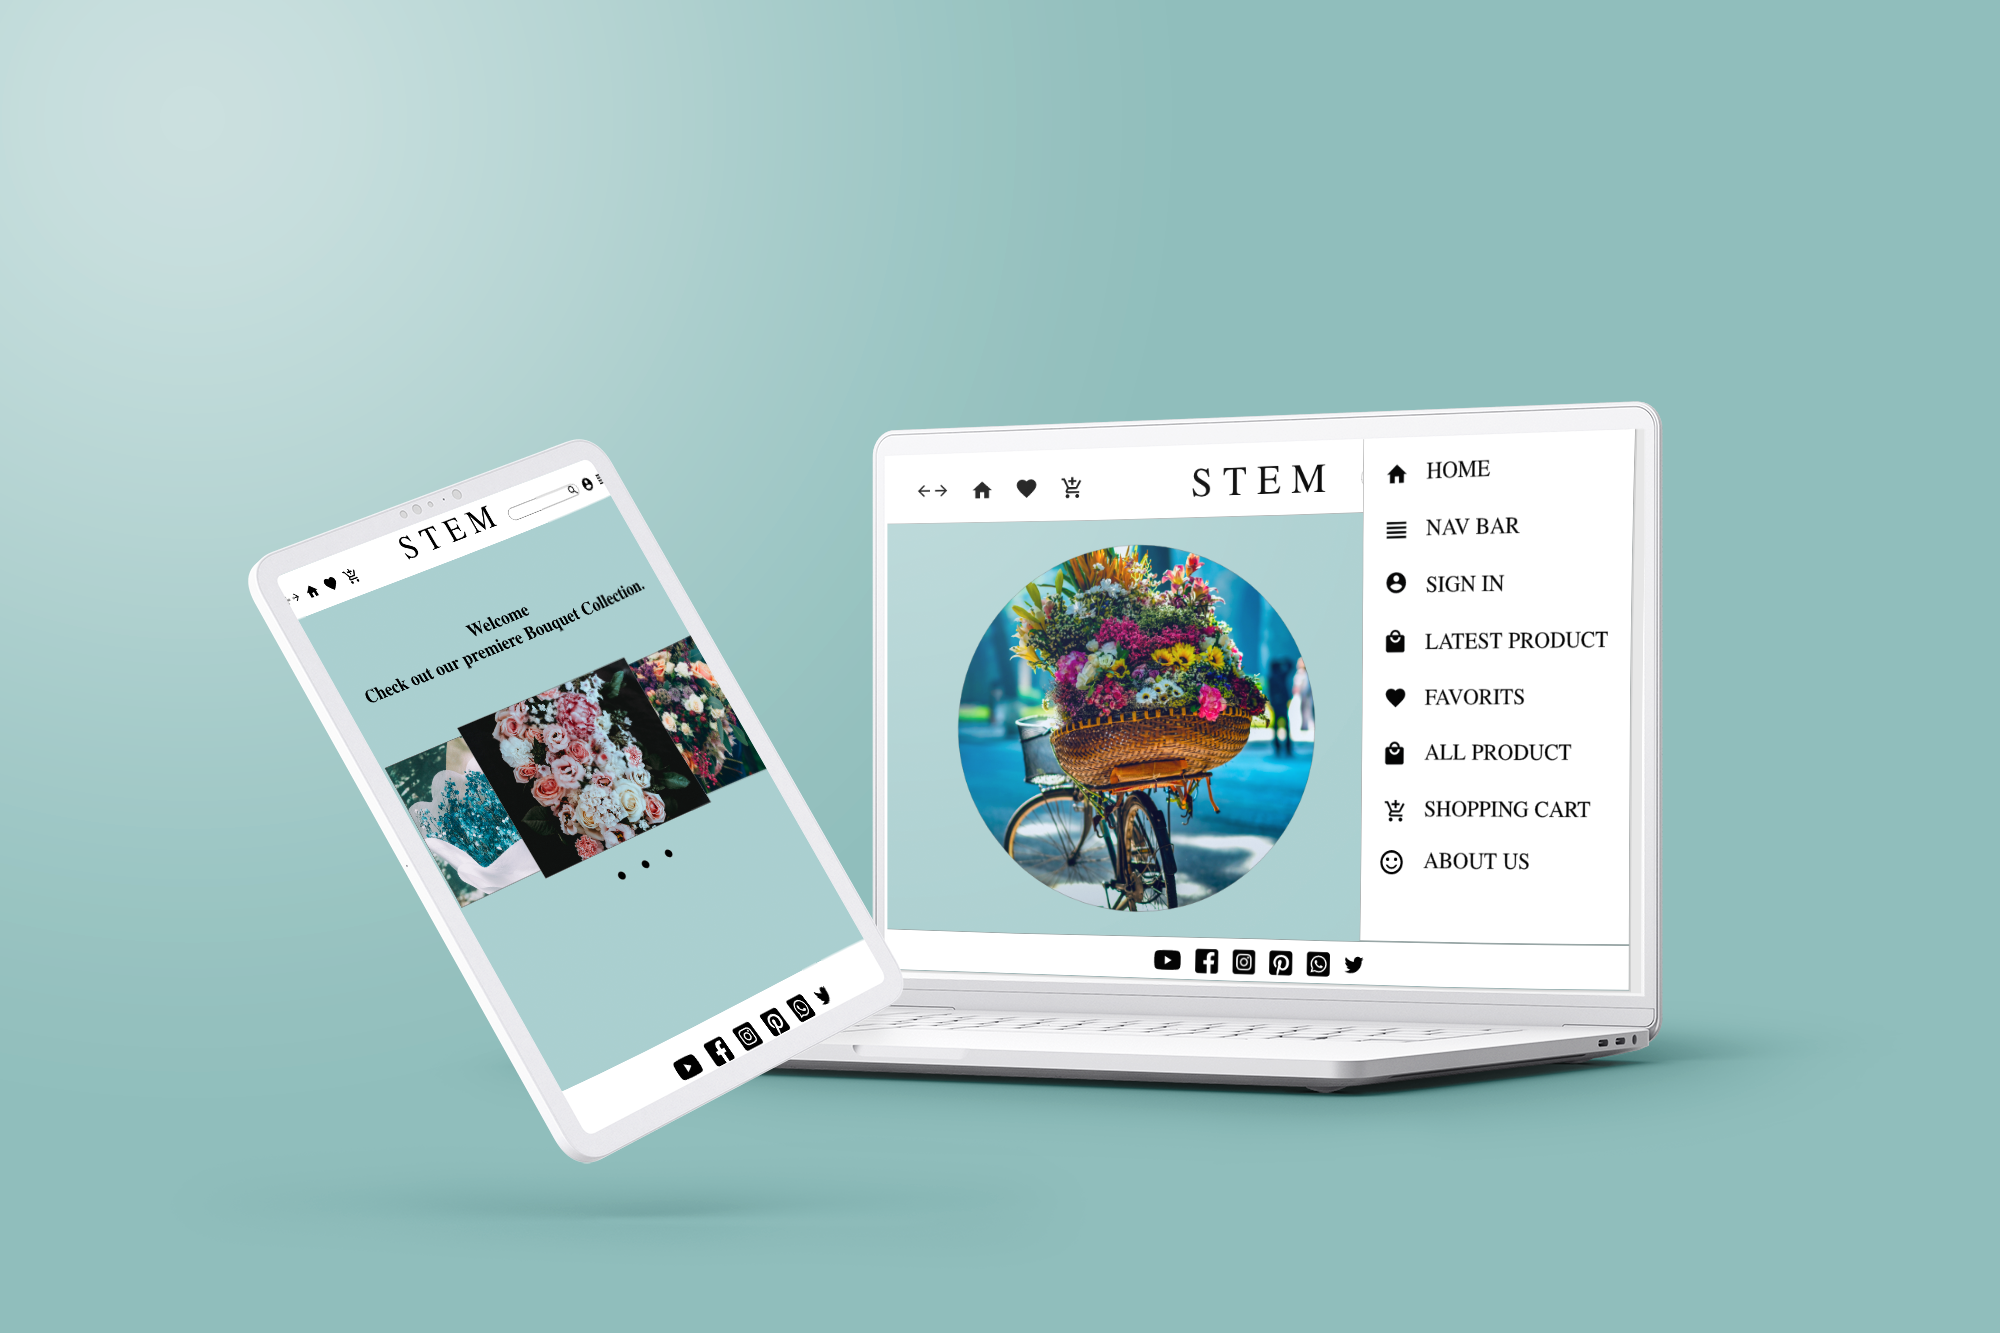 STEM
Welcome
Check out our premiere Bouquet Collection.
STEM
HOME
NAV BAR
SIGN IN
LATEST PRODUCT
FAVORITS
ALL PRODUCT
SHOPPING CART
ABOUT US